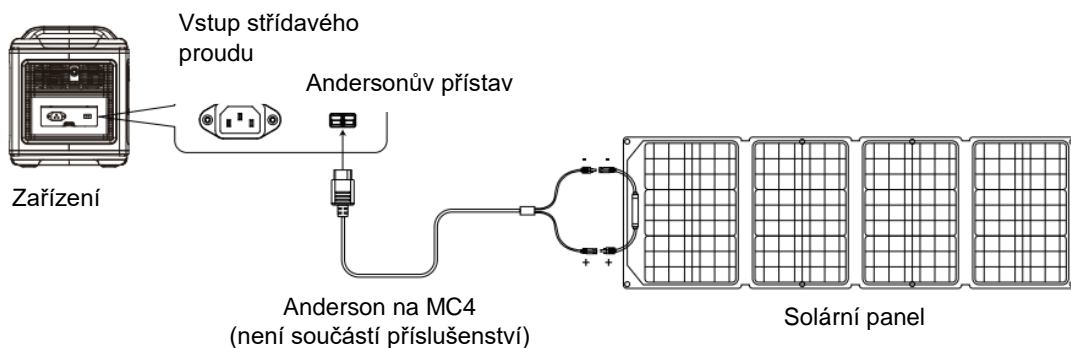 Vstup střídavého
proudu
Andersonův přístav
Zařízení
- -
+ +
Anderson na MC4
(není součástí příslušenství)
Solární panel